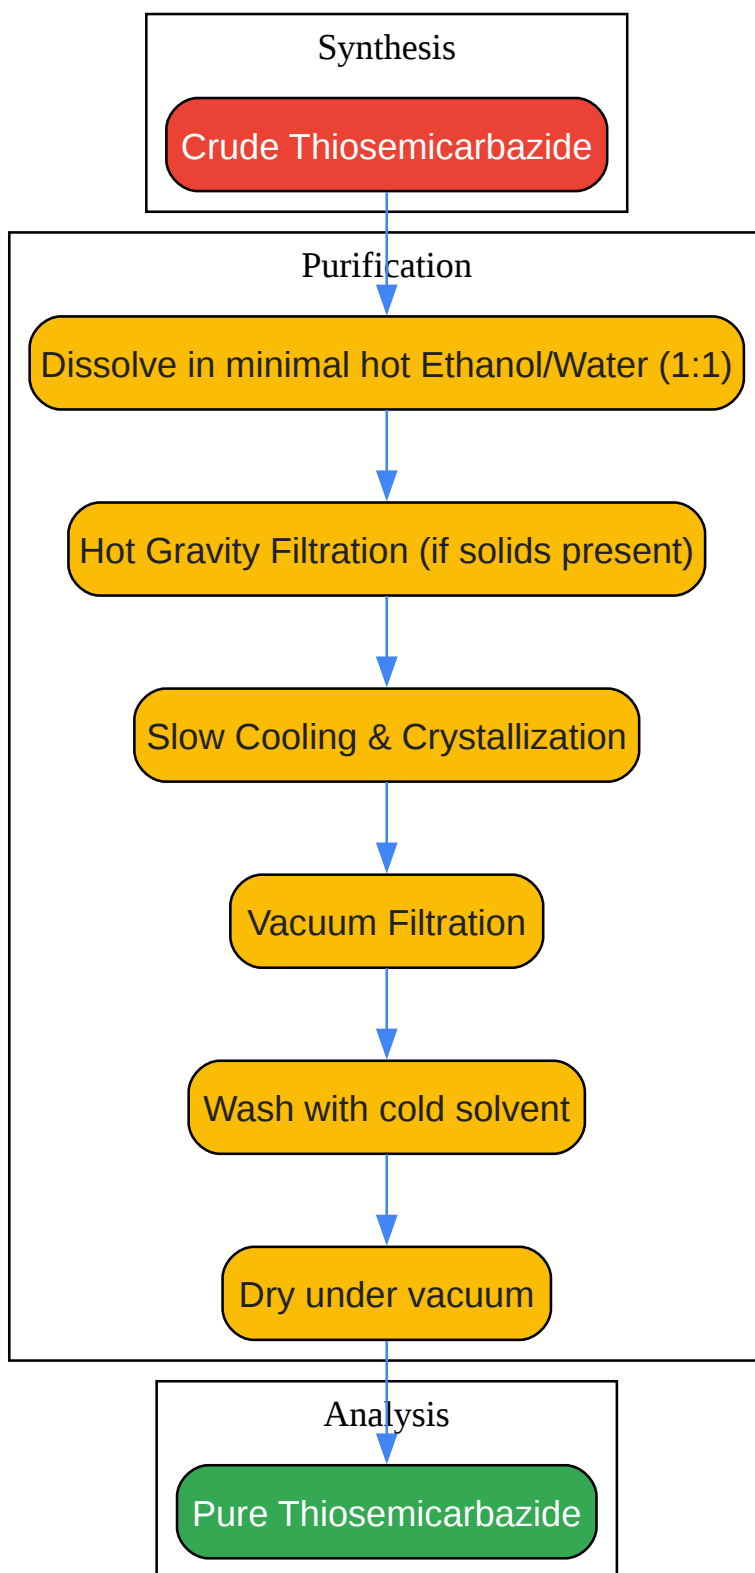 Synthesis
Crude Thiosemicarbazide
Purification
Dissolve in minimal hot Ethanol/Water (1:1)
Hot Gravity Filtration (if solids present)
Slow Cooling & Crystallization
Vacuum Filtration
Wash with cold solvent
Dry under vacuum
Analysis
Pure Thiosemicarbazide